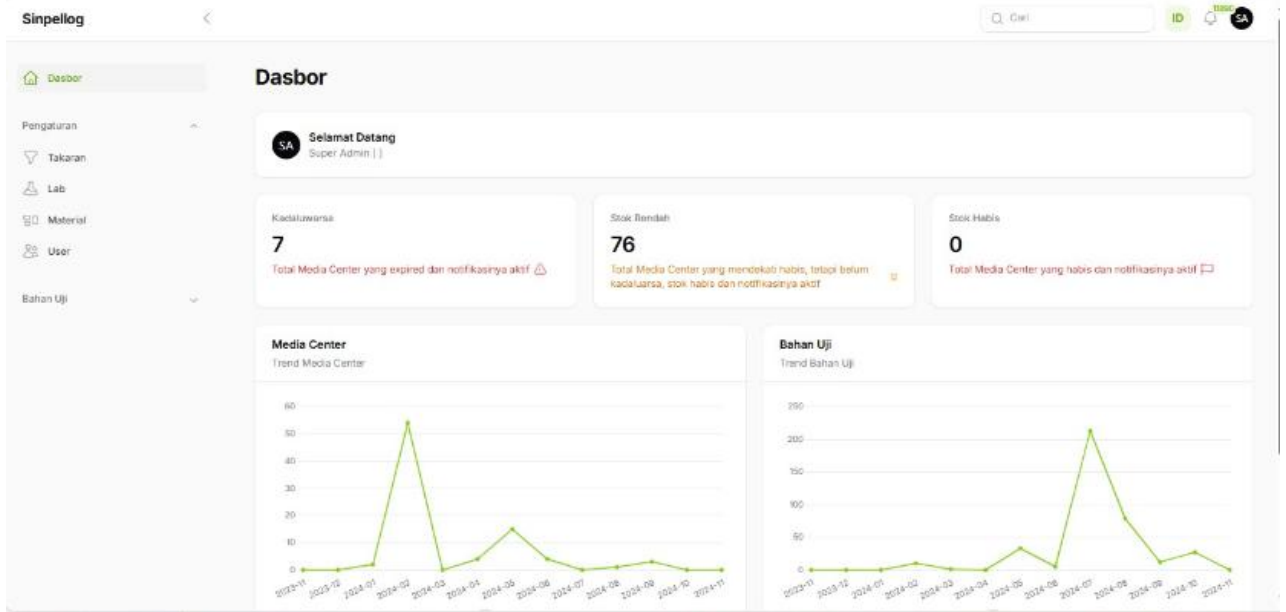 Sinpellog
Cari
ID
SA
Dasbor
Pengaturan
Takaran
Lab
Material
User
Bahan Uji
Dasbor
SA
Selamat Datang
Super Admin | |
Kadaluwarsa
7
Total Media Center yang expired dan notifikasinya aktif
Stok Rendah
76
Total Media Center yang mendekati habis, tetapi belum
kadaluarsa, stok habis dan notifikasinya aktif
Stok Habis
0
Total Media Center yang habis dan notifikasinya aktif
Media Center
Trend Media Center
60
50
40
30
20
10
0
2023-11 2023-12 2024-01 2024-02 2024-03 2024-04 2024-05 2024-06 2024-07 2024-08 2024-09 2024-10 2024-11
Bahan Uji
Trend Bahan Uji
250
200
150
100
50
0
2023-11 2023-12 2024-01 2024-02 2024-03 2024-04 2024-05 2024-06 2024-07 2024-08 2024-09 2024-10 2024-11